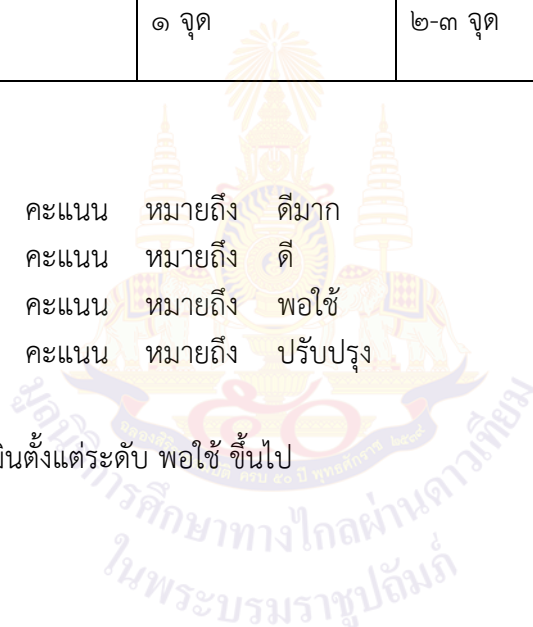 ๑ จุด ๒-๓ จุด
คะแนน หมายถึง ดีมาก
คะแนน หมายถึง ดี
คะแนน หมายถึง พอใช้
คะแนน หมายถึง ปรับปรุง
มินตั้งแต่ระดับ พอใช้ ขึ้นไป
มูลนิธิการศึกษาทางไกลผ่านดาวเทียม
ในพระบรมราชูปถัมภ์